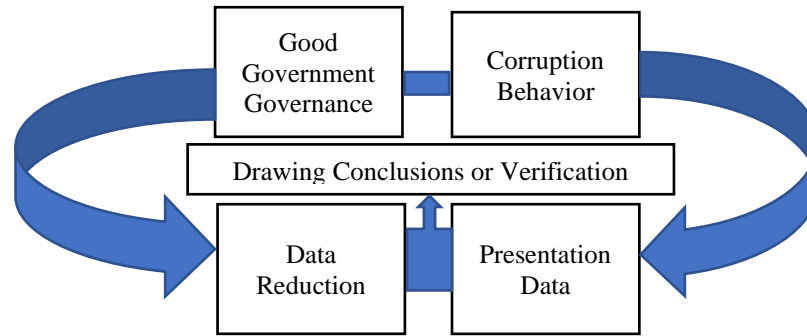 Good
Government
Governance
Corruption
Behavior
Drawing Conclusions or Verification
Data
Reduction
Presentation
Data